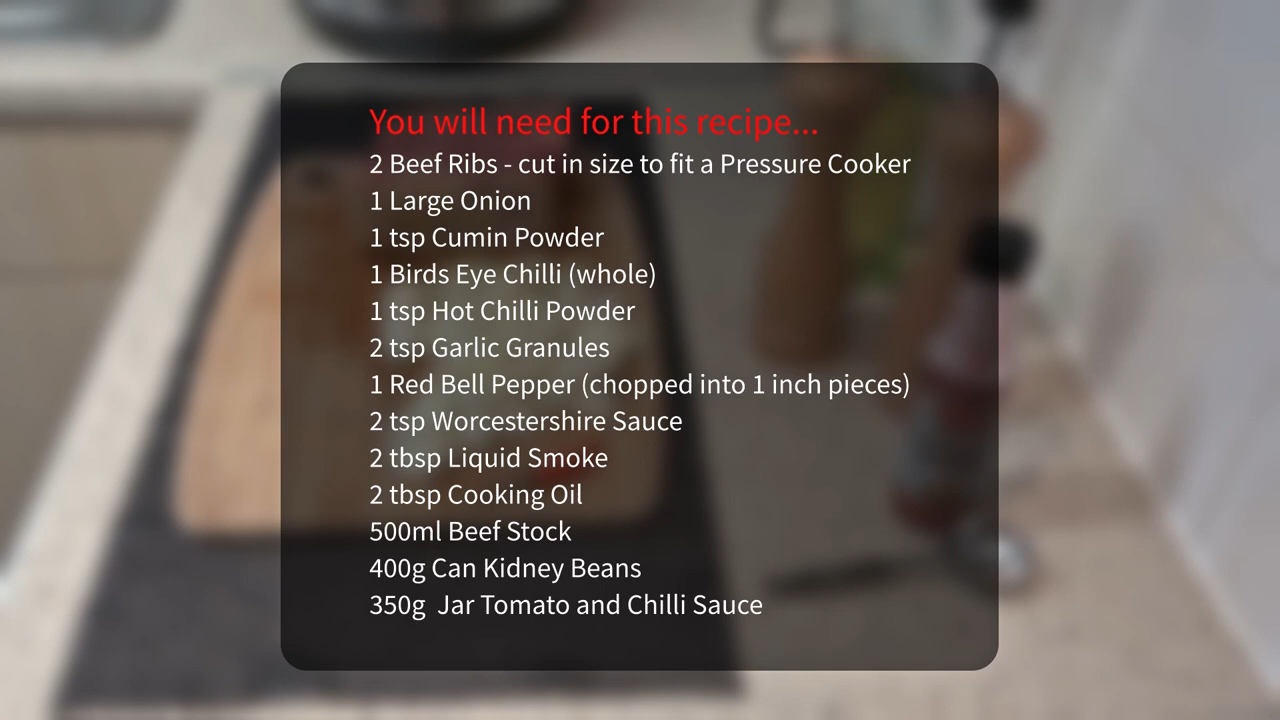 You will need for this recipe...
2 Beef Ribs - cut in size to fit a Pressure Cooker
1 Large Onion
1 tsp Cumin Powder
1 Birds Eye Chilli (whole)
1 tsp Hot Chilli Powder
2 tsp Garlic Granules
1 Red Bell Pepper (chopped into 1 inch pieces)
2 tsp Worcestershire Sauce
2 tbsp Liquid Smoke
2 tbsp Cooking Oil
500ml Beef Stock
400g Can Kidney Beans
350g  Jar Tomato and Chilli Sauce